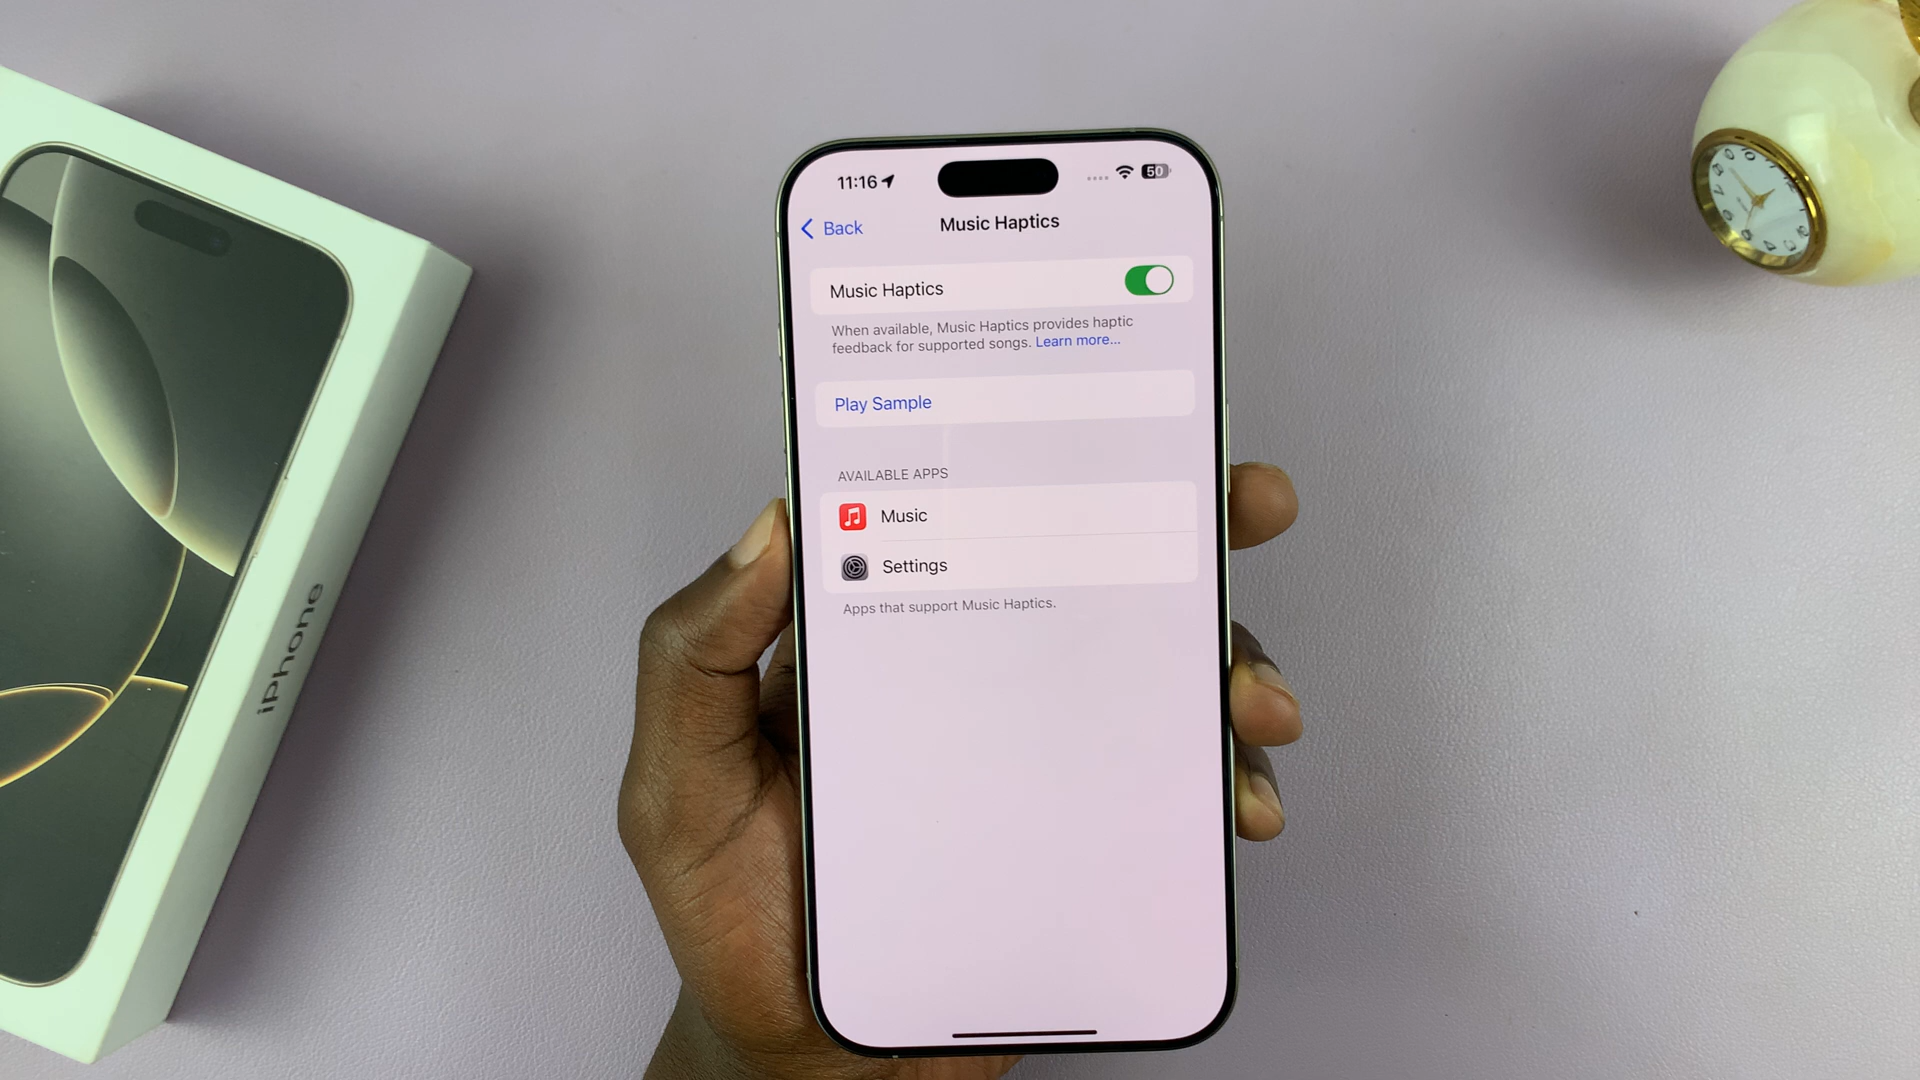 11:16
50
Back
Music Haptics
Music Haptics
When available, Music Haptics provides haptic
feedback for supported songs. Learn more...
Play Sample
AVAILABLE APPS
Music
Settings
Apps that support Music Haptics.
iPhone